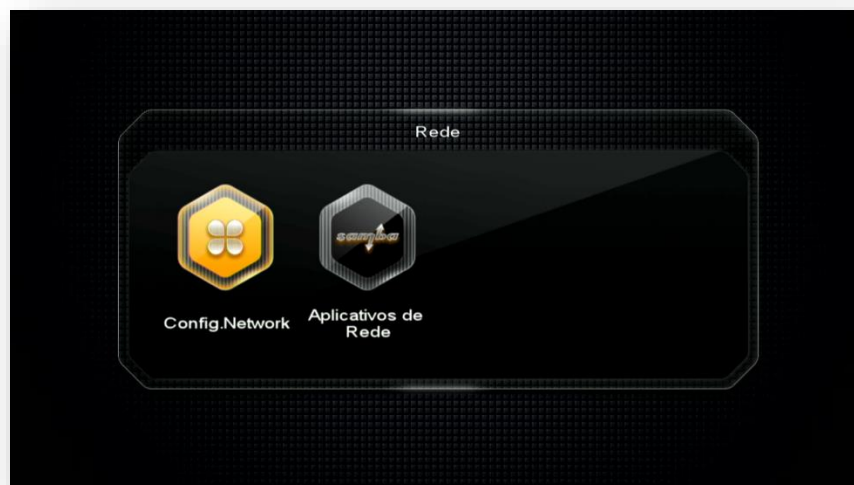 Rede
samba
Config.Network
Aplicativos de
Rede